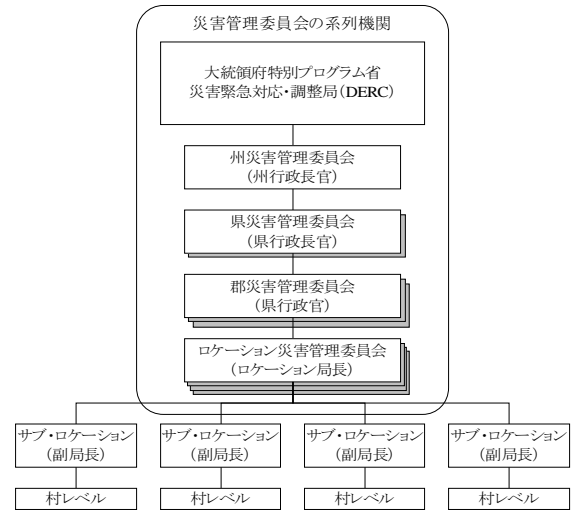 災害管理委員会の系列機関
大統領府特別プログラム省
災害緊急対応・調整局(DERC)
州災害管理委員会
(州行政長官)
県災害管理委員会
(県行政長官)
郡災害管理委員会
(県行政官)
ロケーション災害管理委員会
(ロケーション局長)
サブ・ロケーション
(副局長)
サブ・ロケーション
(副局長)
サブ・ロケーション
(副局長)
サブ・ロケーション
(副局長)
村レベル
村レベル
村レベル
村レベル